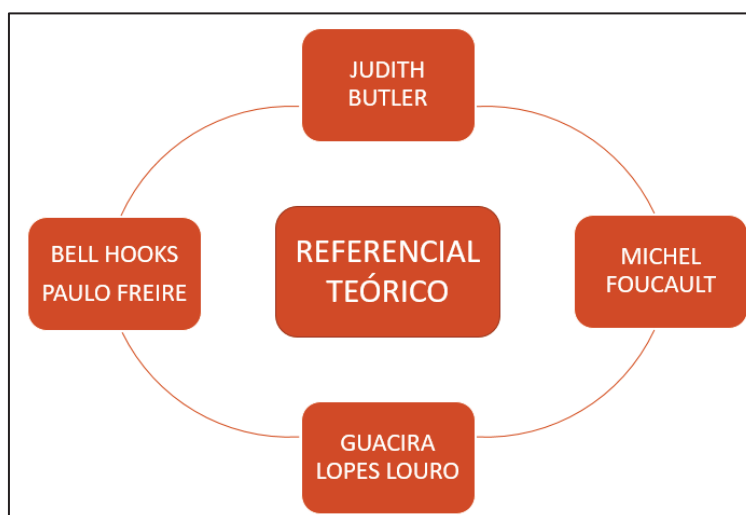 JUDITH
BUTLER
BELL HOOKS
PAULO FREIRE
REFERENCIAL
TEÓRICO
MICHEL
FOUCAULT
GUACIRA
LOPES LOURO